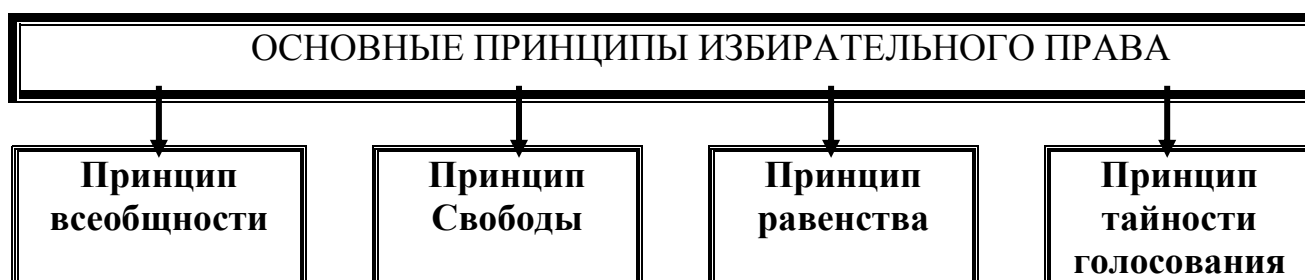 ОСНОВНЫЕ ПРИНЦИПЫ ИЗБИРАТЕЛЬНОГО ПРАВА
Принцип
всеобщности
Принцип
Свободы
Принцип
равенства
Принцип
тайности
голосования